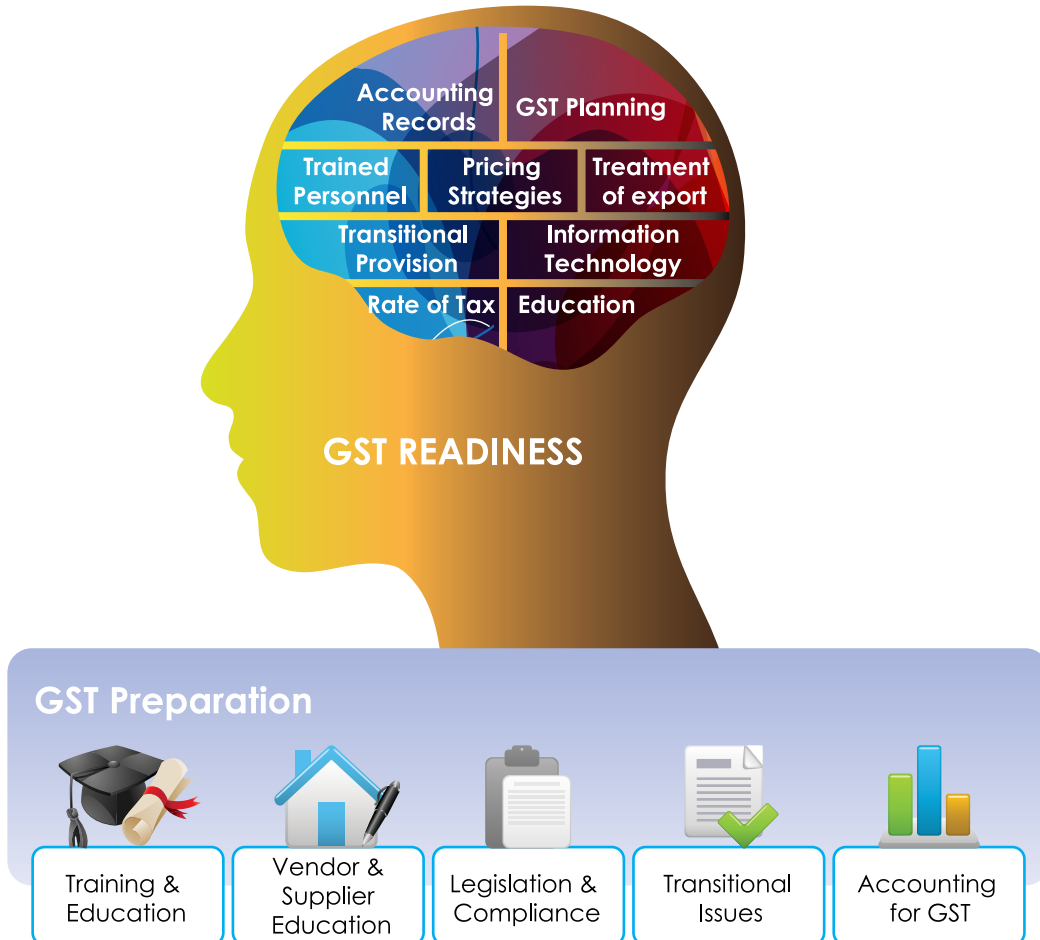 Accounting
Records
GST Planning
Trained
Personnel
Pricing
Strategies
Treatment
of export
Transitional
Provision
Information
Technology
Rate of Tax
Education
GST READINESS
GST Preparation
Training &
Education
Vendor &
Supplier
Education
Legislation &
Compliance
Transitional
Issues
Accounting
for GST